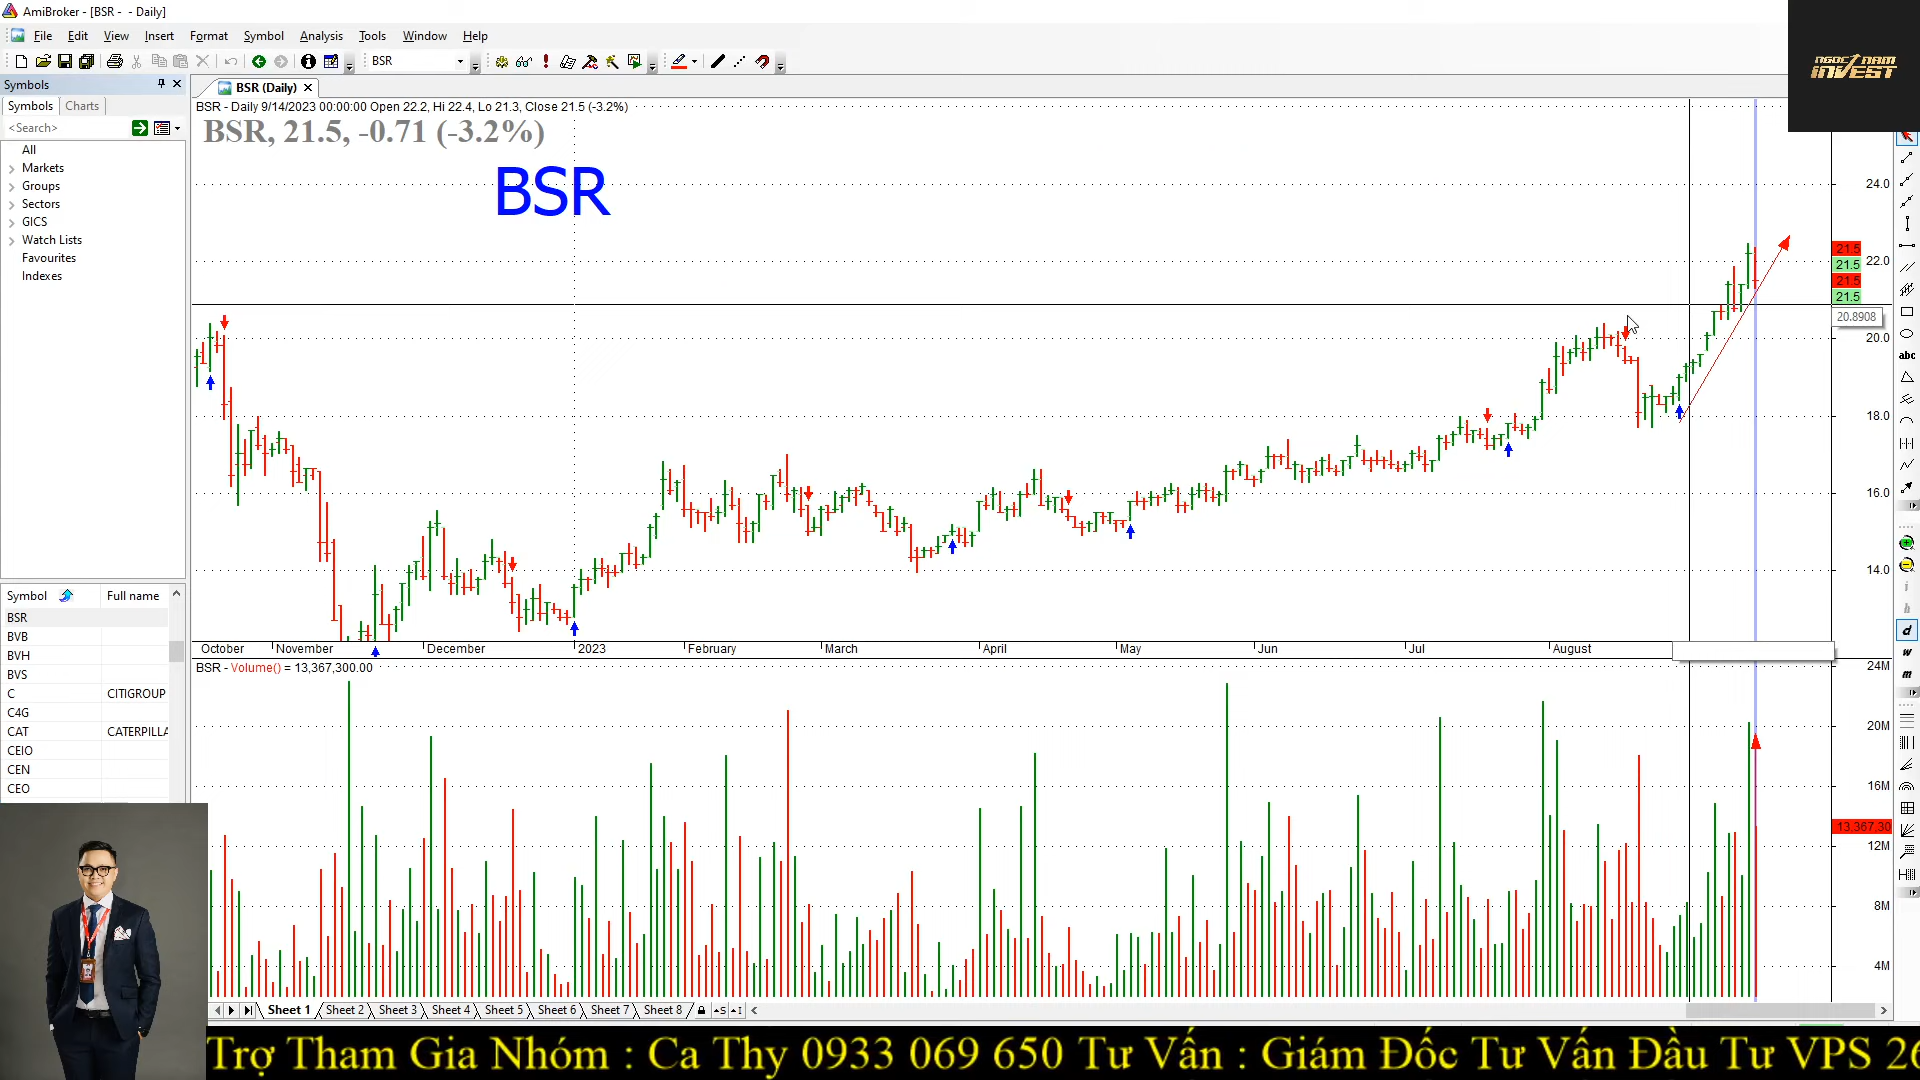 AmiBroker - [BSR - - Daily]
File Edit View Insert Format Symbol Analysis Tools Window Help
BSR
NGOC NAM
INVEST
Symbols
BSR (Daily)
Symbols Charts
BSR - Daily 9/14/2023 00:00:00 Open 22.2, Hi 22.4, Lo 21.3, Close 21.5 (-3.2%)
<Search>
BSR, 21.5, -0.71 (-3.2%)
All
Markets
Groups
Sectors
GICS
Watch Lists
Favourites
Indexes
BSR
24.0
21.5
22.0
21.5
21.5
21.5
20.8908
20.0
18.0
16.0
14.0
abc
d
w
m
Symbol Full name
BSR
BVB
BVH
BVS
C CITIGROUP
C4G
CAT CATERPILLA
CEIO
CEN
CEO
October November December 2023 February March April May Jun Jul August
BSR - Volume() = 13,367,300.00
24M
20M
16M
13,367,30
12M
8M
4M
Sheet 1 Sheet 2 Sheet 3 Sheet 4 Sheet 5 Sheet 6 Sheet 7 Sheet 8
Trợ Tham Gia Nhóm : Ca Thy 0933 069 650 Tư Vấn : Giám Đốc Tư Vấn Đầu Tư VPS 26